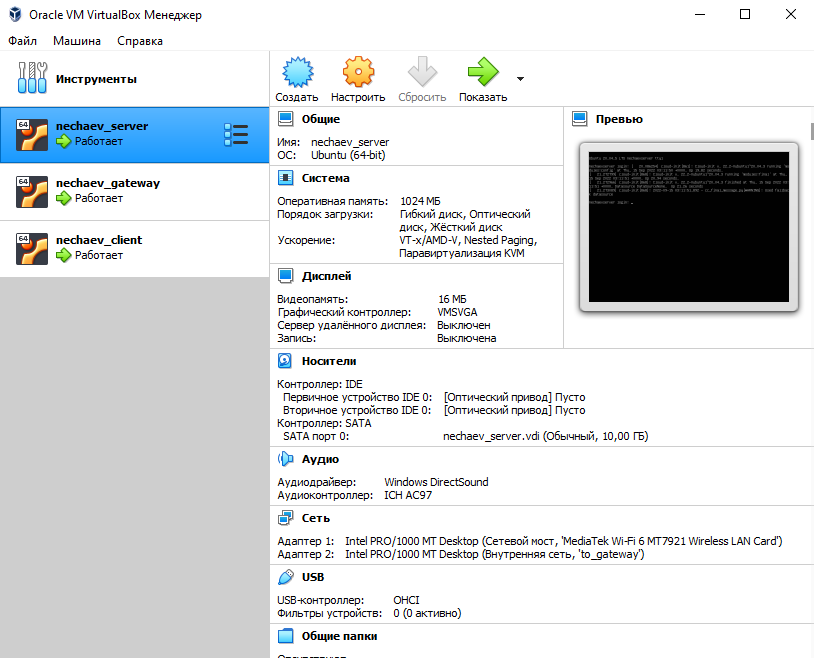 Oracle VM VirtualBox Менеджер
Файл Машина Справка
Инструменты
Создать Настроить Сбросить Показать
64 nechaev_server
Работает
64 nechaev_gateway
Работает
64 nechaev_client
Работает
Общие
Имя: nechaev_server
ОС: Ubuntu (64-bit)
Система
Оперативная память: 1024 МБ
Порядок загрузки: Гибкий диск, Оптический
диск, Жёсткий диск
Ускорение: VT-x/AMD-V, Nested Paging,
Паравиртуализация KVM
Дисплей
Видеопамять: 16 МБ
Графический контроллер: VMSVGA
Сервер удалённого дисплея: Выключен
Запись: Выключена
Превью
Носители
Контроллер: IDE
Первичное устройство IDE 0: [Оптический привод] Пусто
Вторичное устройство IDE 0: [Оптический привод] Пусто
Контроллер: SATA
SATA порт 0: nechaev_server.vdi (Обычный, 10,00 ГБ)
Аудио
Аудиодрайвер: Windows DirectSound
Аудиоконтроллер: ICH AC97
Сеть
Адаптер 1: Intel PRO/1000 MT Desktop (Сетевой мост, 'MediaTek Wi-Fi 6 MT7921 Wireless LAN Card')
Адаптер 2: Intel PRO/1000 MT Desktop (Внутренняя сеть, 'to_gateway')
USB
USB-контроллер: OHCI
Фильтры устройств: 0 (0 активно)
Общие папки